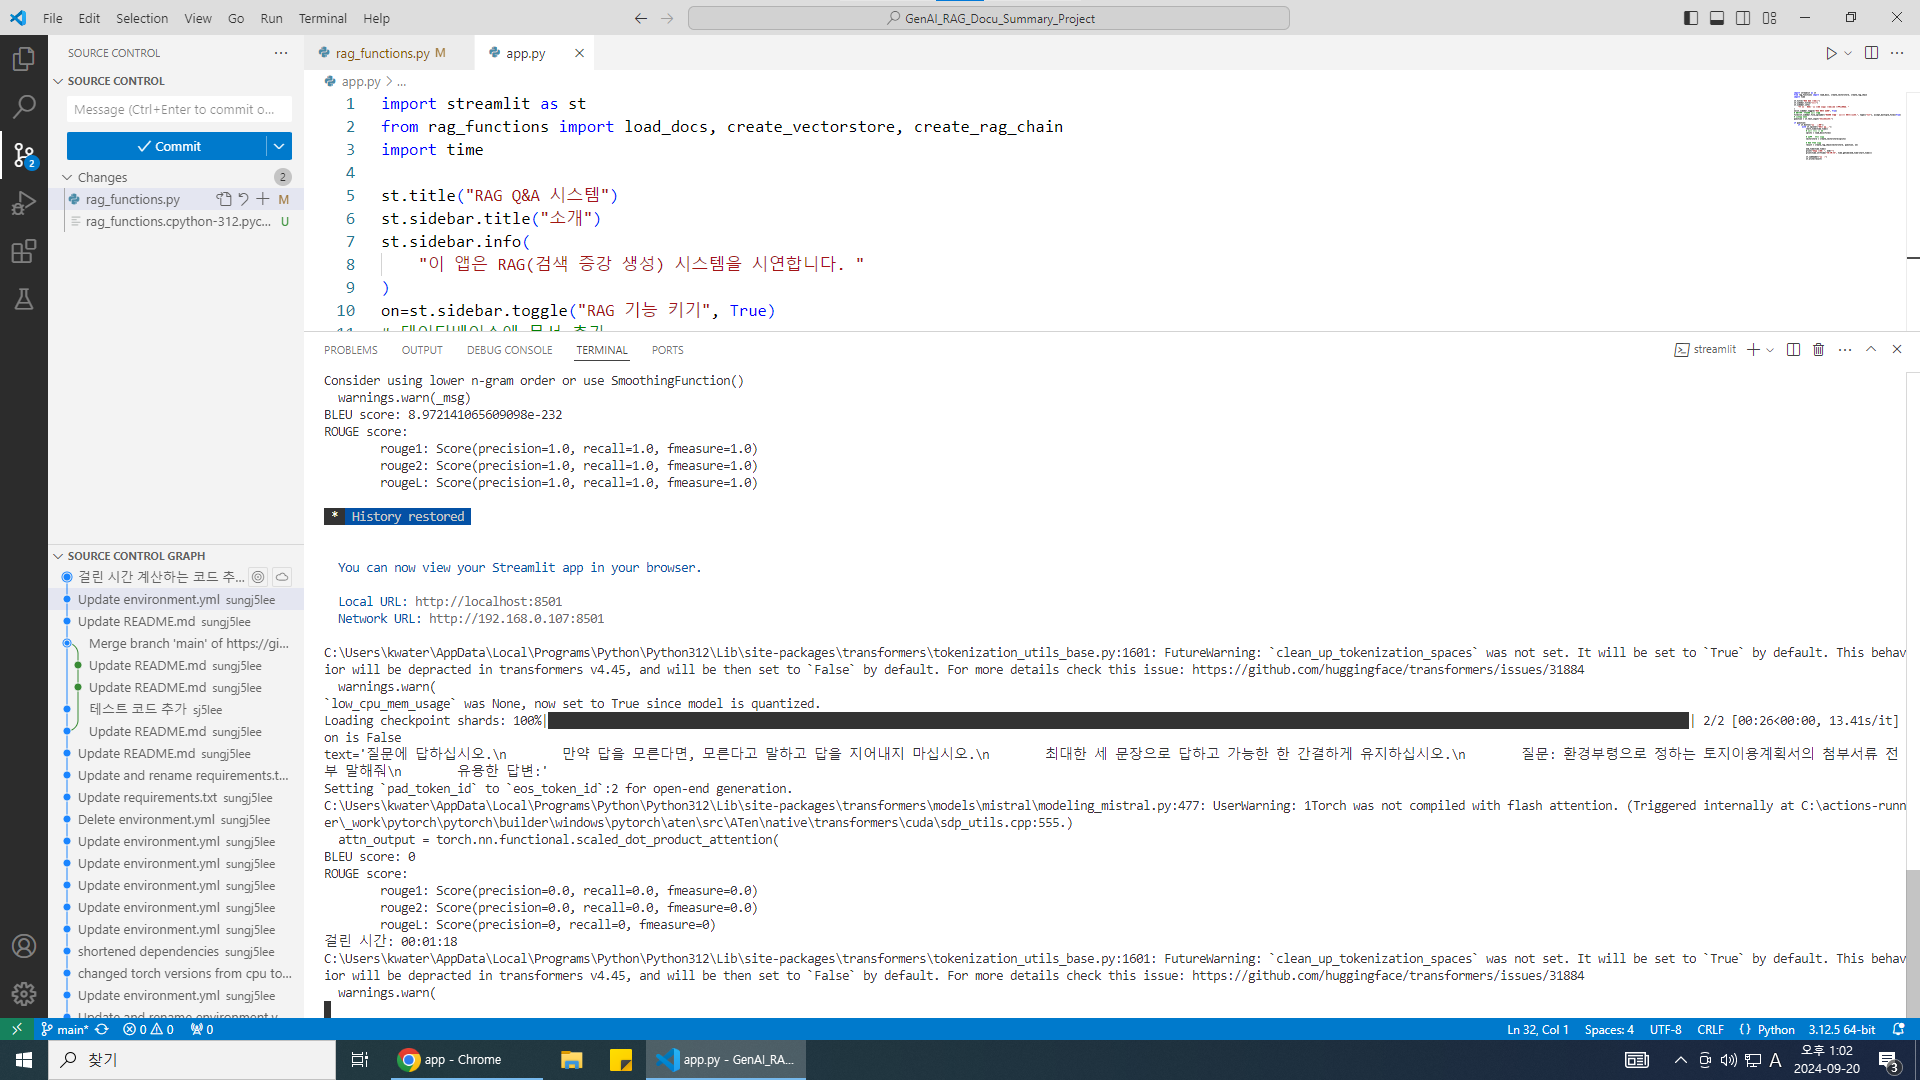 File Edit Selection View Go Run Terminal Help
GenAI_RAG_Docu_Summary_Project
SOURCE CONTROL
SOURCE CONTROL
Message (Ctrl+Enter to commit o...
Commit
Changes 2
rag_functions.py M
rag_functions.cpython-312.pyc... U
SOURCE CONTROL GRAPH
걸린 시간 계산하는 코드 추...
Update environment.yml sungj5lee
Update README.md sungj5lee
Merge branch 'main' of https://gi...
Update README.md sungj5lee
Update README.md sungj5lee
테스트 코드 추가 sj5lee
Update README.md sungj5lee
Update README.md sungj5lee
Update and rename requirements.t...
Update requirements.txt sungj5lee
Delete environment.yml sungj5lee
Update environment.yml sungj5lee
Update environment.yml sungj5lee
Update environment.yml sungj5lee
Update environment.yml sungj5lee
Update environment.yml sungj5lee
shortened dependencies sungj5lee
changed torch versions from cpu to...
Update environment.yml sungj5lee
rag_functions.py M
app.py
app.py > ...
1 import streamlit as st
2 from rag_functions import load_docs, create_vectorstore, create_rag_chain
3 import time
4
5 st.title("RAG Q&A 시스템")
6 st.sidebar.title("소개")
7 st.sidebar.info(
8 "이 앱은 RAG(검색 증강 생성) 시스템을 시연합니다. "
9 )
10 on=st.sidebar.toggle("RAG 기능 키기", True)
PROBLEMS OUTPUT DEBUG CONSOLE TERMINAL PORTS
streamlit
Consider using lower n-gram order or use SmoothingFunction()
warnings.warn(_msg)
BLEU score: 8.972141065609098e-232
ROUGE score:
rouge1: Score(precision=1.0, recall=1.0, fmeasure=1.0)
rouge2: Score(precision=1.0, recall=1.0, fmeasure=1.0)
rougeL: Score(precision=1.0, recall=1.0, fmeasure=1.0)
* History restored
You can now view your Streamlit app in your browser.
Local URL: http://localhost:8501
Network URL: http://192.168.0.107:8501
C:\Users\kwater\AppData\Local\Programs\Python\Python312\Lib\site-packages\transformers\tokenization_utils_base.py:1601: FutureWarning: `clean_up_tokenization_spaces` was not set. It will be set to `True` by default. This behav
ior will be depracted in transformers v4.45, and will be then set to `False` by default. For more details check this issue: https://github.com/huggingface/transformers/issues/31884
warnings.warn(
`low_cpu_mem_usage` was None, now set to True since model is quantized.
Loading checkpoint shards: 100%| | 2/2 [00:26<00:00, 13.41s/it]
on is False
text='질문에 답하십시오.\n 만약 답을 모른다면, 모른다고 말하고 답을 지어내지 마십시오.\n 최대한 세 문장으로 답하고 가능한 한 간결하게 유지하십시오.\n 질문: 환경부령으로 정하는 토지이용계획서의 첨부서류 전
부 말해줘\n 유용한 답변:'
Setting `pad_token_id` to `eos_token_id`:2 for open-end generation.
C:\Users\kwater\AppData\Local\Programs\Python\Python312\Lib\site-packages\transformers\models\mistral\modeling_mistral.py:477: UserWarning: 1Torch was not compiled with flash attention. (Triggered internally at C:\actions-runn
er\_work\pytorch\pytorch\builder\windows\pytorch\aten\src\ATen\native\transformers\cuda\sdp_utils.cpp:555.)
attn_output = torch.nn.functional.scaled_dot_product_attention(
BLEU score: 0
ROUGE score:
rouge1: Score(precision=0.0, recall=0.0, fmeasure=0.0)
rouge2: Score(precision=0.0, recall=0.0, fmeasure=0.0)
rougeL: Score(precision=0, recall=0, fmeasure=0)
걸린 시간: 00:01:18
C:\Users\kwater\AppData\Local\Programs\Python\Python312\Lib\site-packages\transformers\tokenization_utils_base.py:1601: FutureWarning: `clean_up_tokenization_spaces` was not set. It will be set to `True` by default. This behav
ior will be depracted in transformers v4.45, and will be then set to `False` by default. For more details check this issue: https://github.com/huggingface/transformers/issues/31884
warnings.warn(
main* 0 0 0
Ln 32, Col 1 Spaces: 4 UTF-8 CRLF {} Python 3.12.5 64-bit
찾기
app - Chrome
app.py - GenAI_RA...
A
오후 1:02
2024-09-20
3